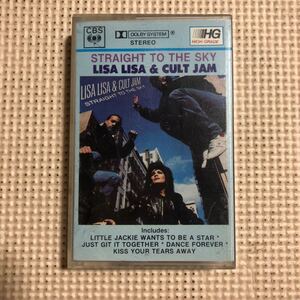 CBS
DOLBY SYSTEM
STEREO
HG
HIGH GRADE
STRAIGHT TO THE SKY
LISA LISA & CULT JAM
LISA LISA & CULT JAM
STRAIGHT TO THE SKY
Includes:
LITTLE JACKIE WANTS TO BE A STAR *
JUST GIT IT TOGETHER * DANCE FOREVER *
KISS YOUR TEARS AWAY